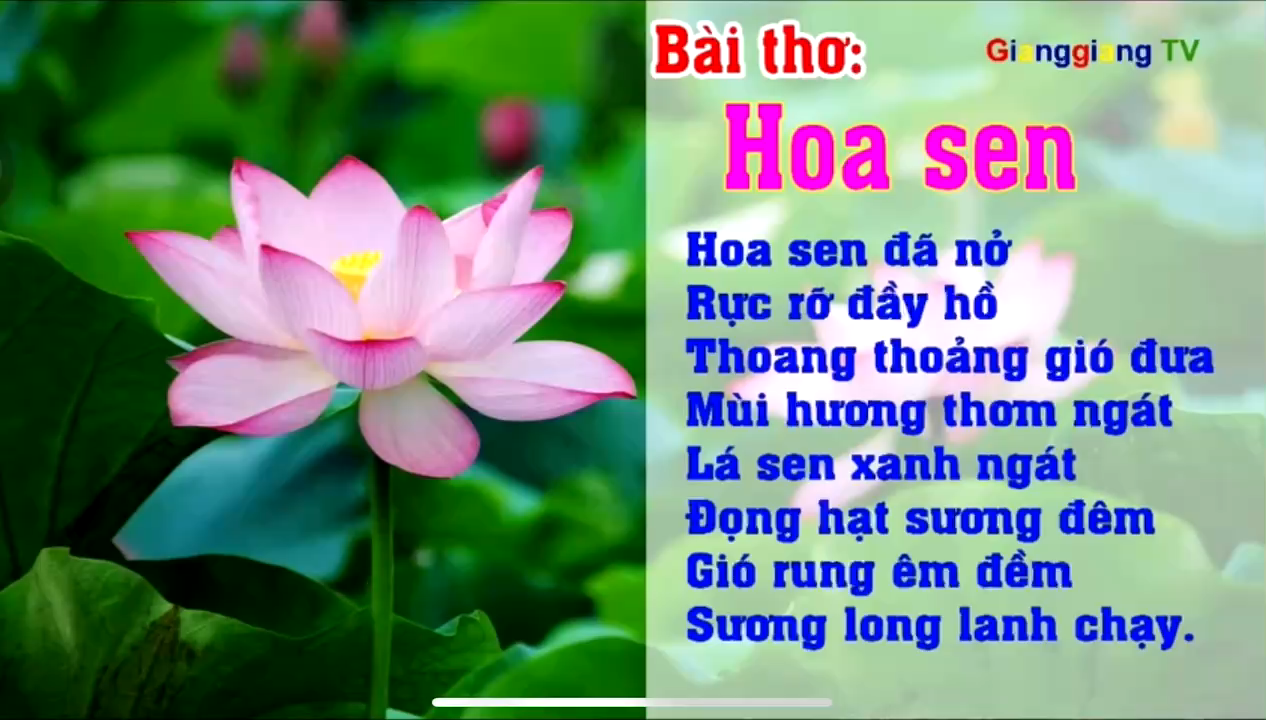 Bài thơ:
Gianggiang TV
Hoa sen
Hoa sen đã nở
Rực rỡ đầy hồ
Thoang thoảng gió đưa
Mùi hương thơm ngát
Lá sen xanh ngát
Đọng hạt sương đêm
Gió rung êm đềm
Sương long lanh chạy.